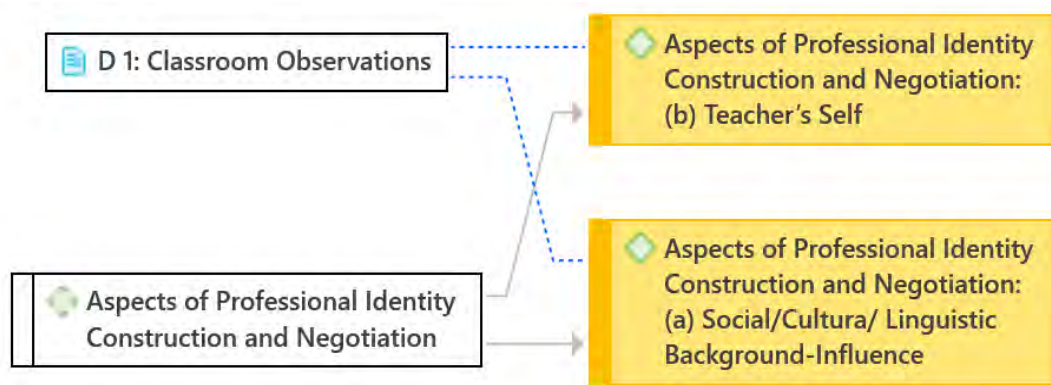 D 1: Classroom Observations
Aspects of Professional Identity
Construction and Negotiation:
(b) Teacher’s Self
Aspects of Professional Identity
Construction and Negotiation
Aspects of Professional Identity
Construction and Negotiation:
(a) Social/Cultura/ Linguistic
Background-Influence